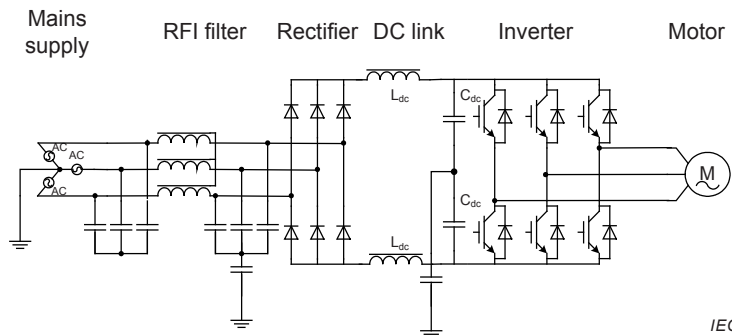 Mains supply
RFI filter
Rectifier
DC link
Inverter
Motor
Ldc
Cdc
AC
AC
AC
M
Cdc
Ldc
IEC